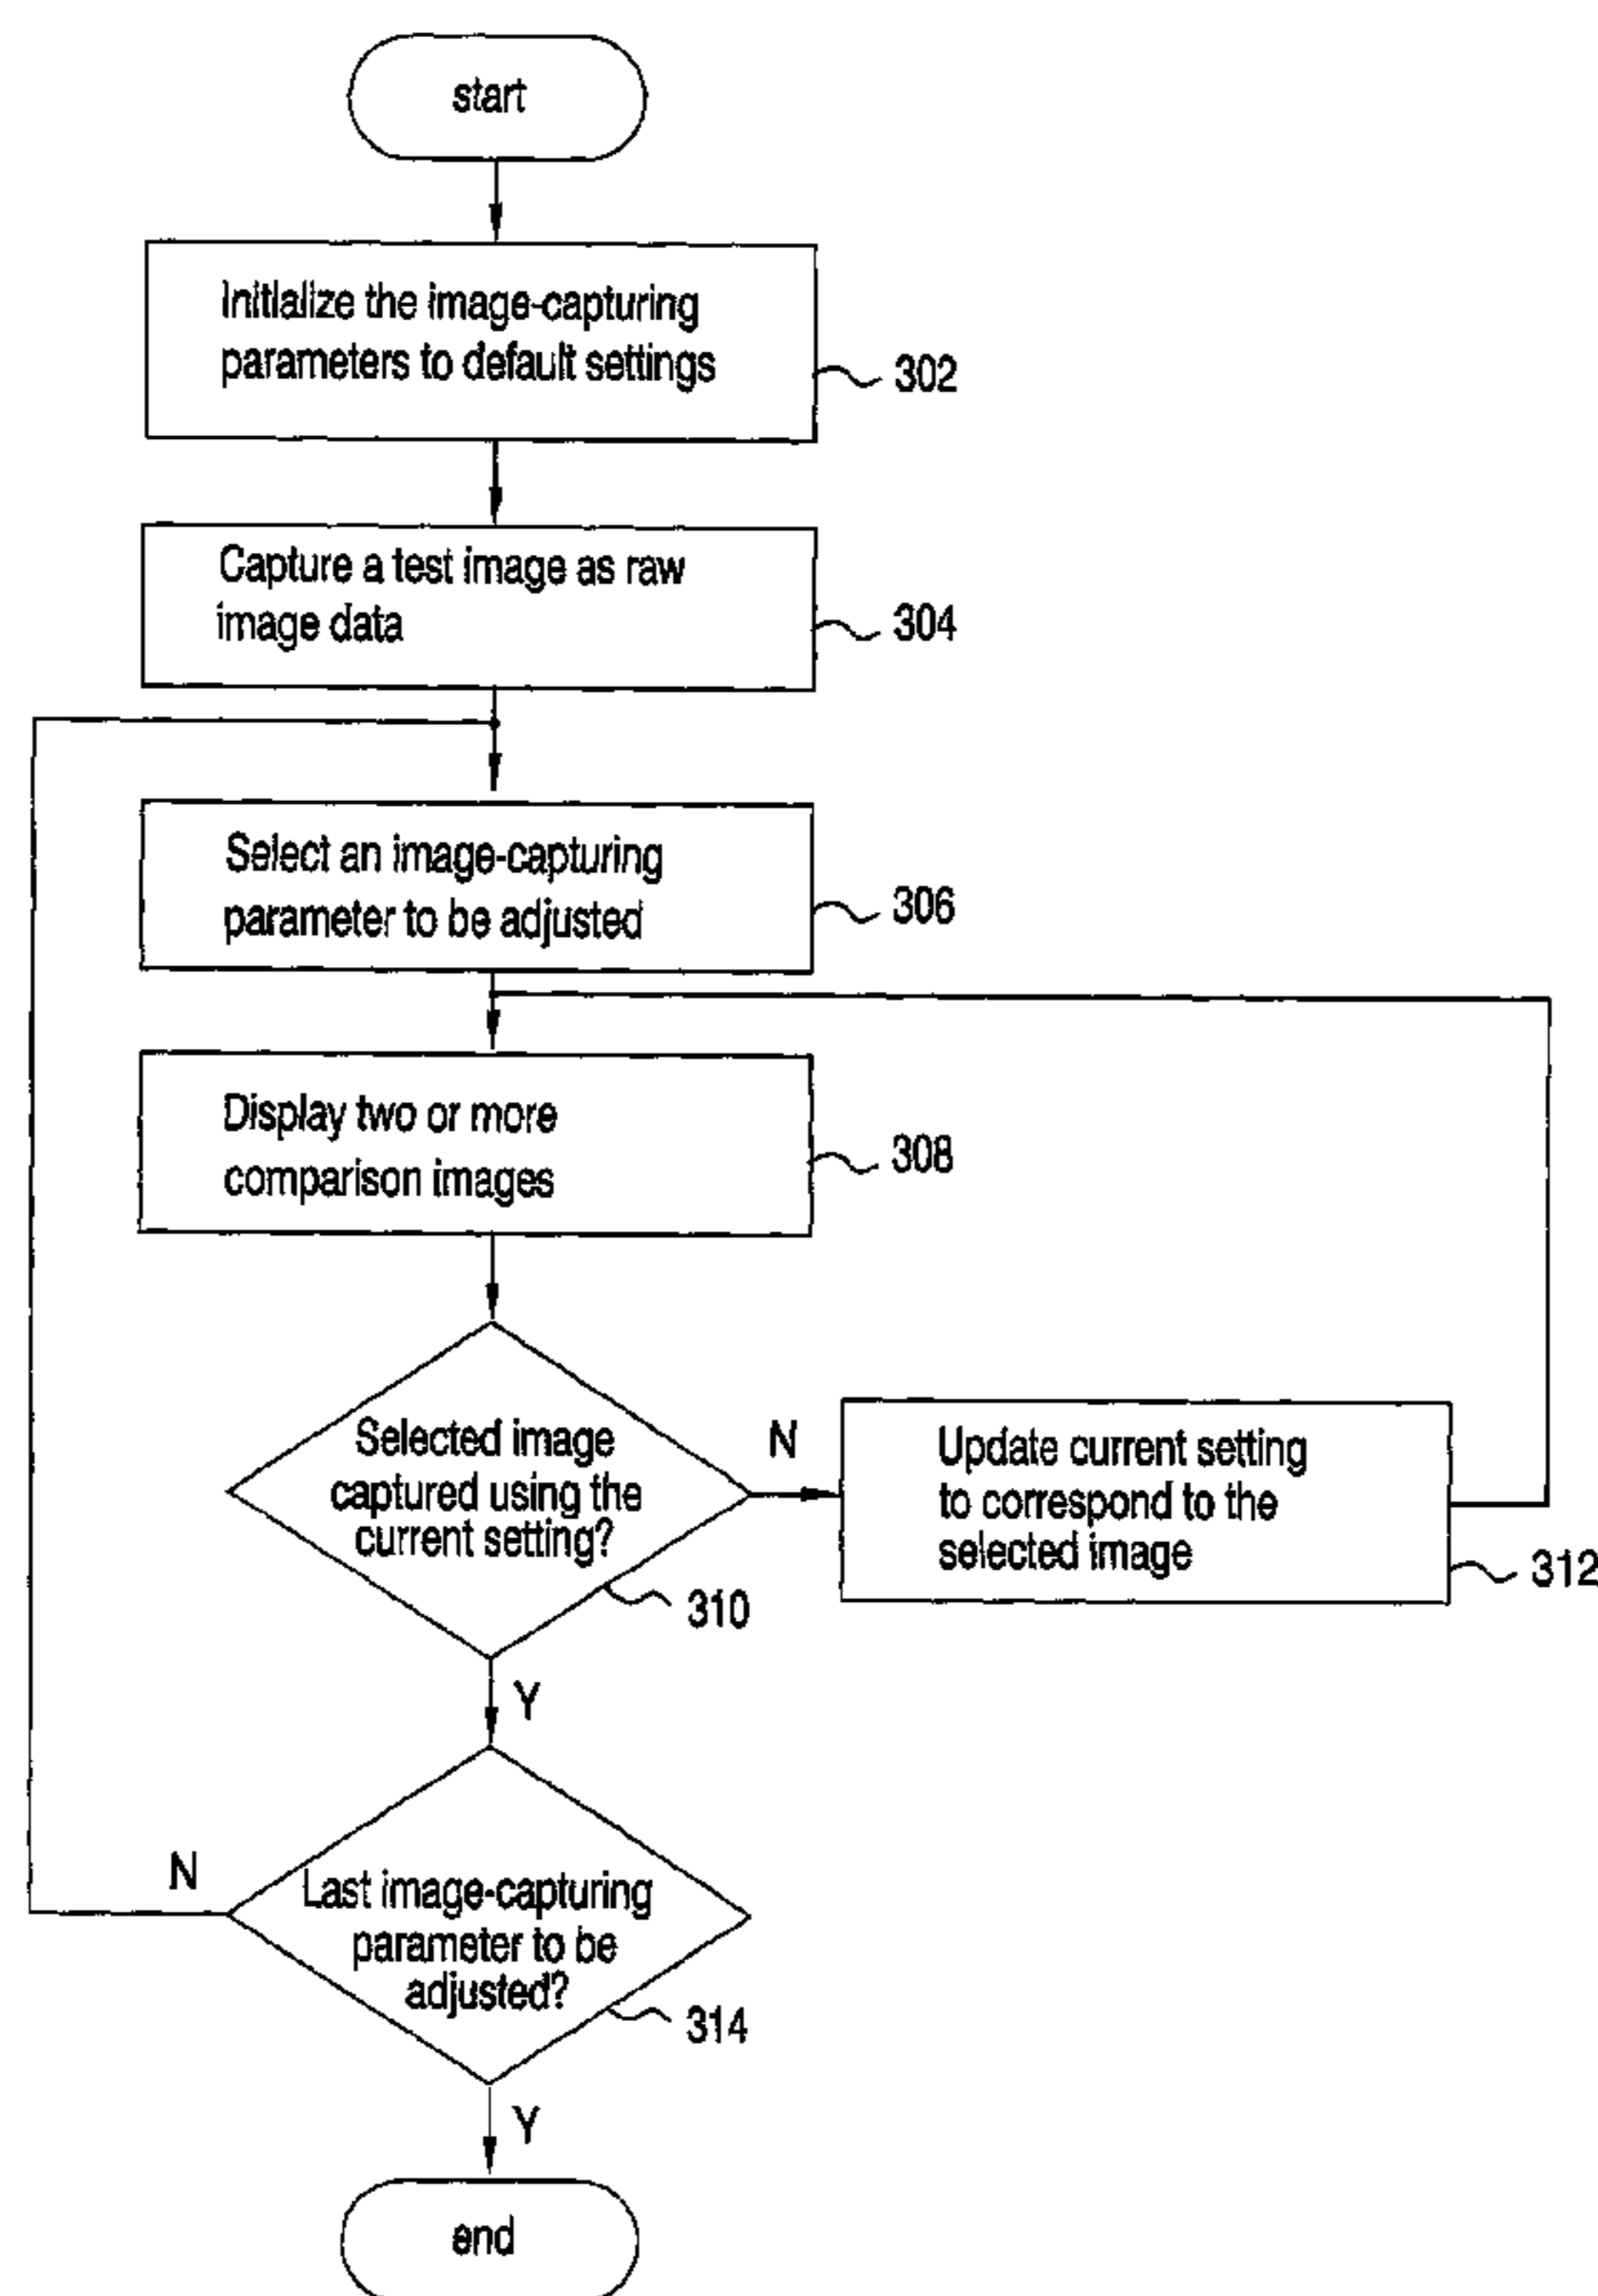 start
Initialize the image-capturing
parameters to default settings
302
Capture a test image as raw
image data
304
Select an image-capturing
parameter to be adjusted
306
Display two or more
comparison images
308
Selected image
captured using the
current setting?
310
N
Update current setting
to correspond to the
selected image
312
Y
Last image-capturing
parameter to be
adjusted?
314
N
Y
end